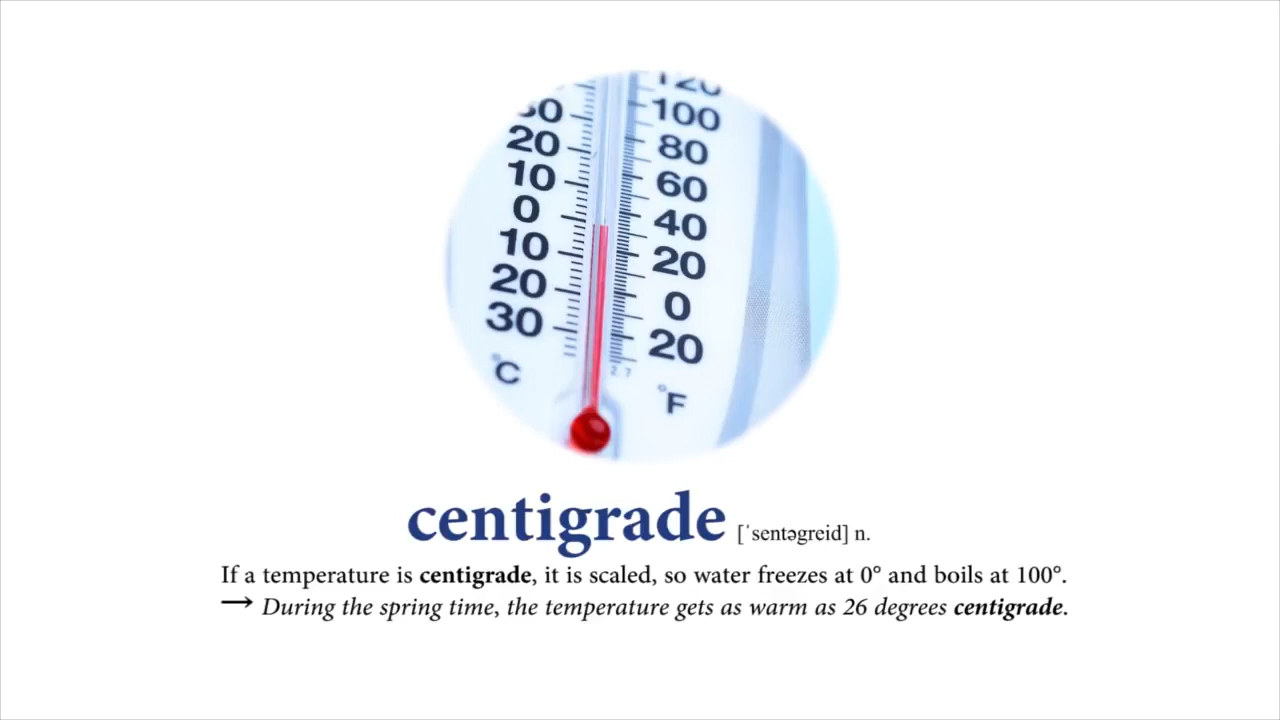 120
30 100
20 80
10 60
0 40
10 20
20 0
30 20
2.7
°C °F
centigrade [ˈsentəgreid] n.
If a temperature is centigrade, it is scaled, so water freezes at 0° and boils at 100°.
→ During the spring time, the temperature gets as warm as 26 degrees centigrade.